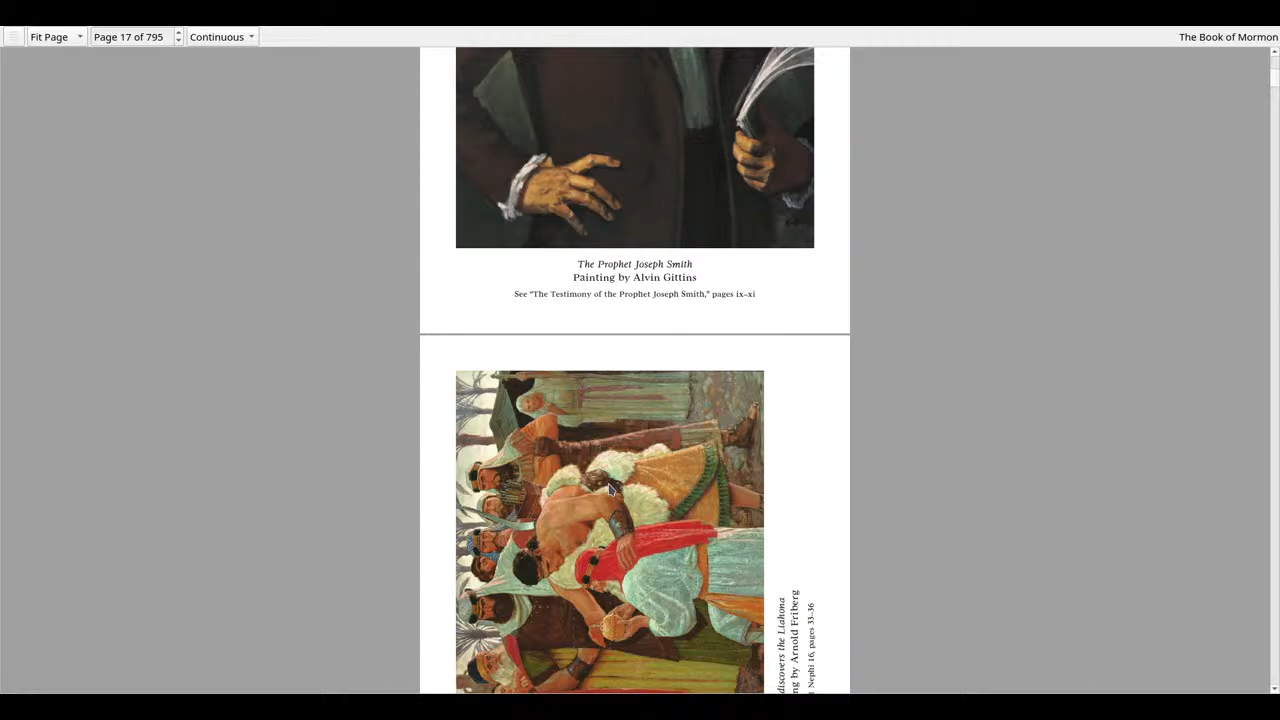 Fit Page
Page 17 of 795
Continuous
The Book of Mormon
The Prophet Joseph Smith
Painting by Alvin Gittins
See "The Testimony of the Prophet Joseph Smith," pages ix–xi
discovers the Liahona
by Arnold Friberg
Nephi 16, pages 33–36